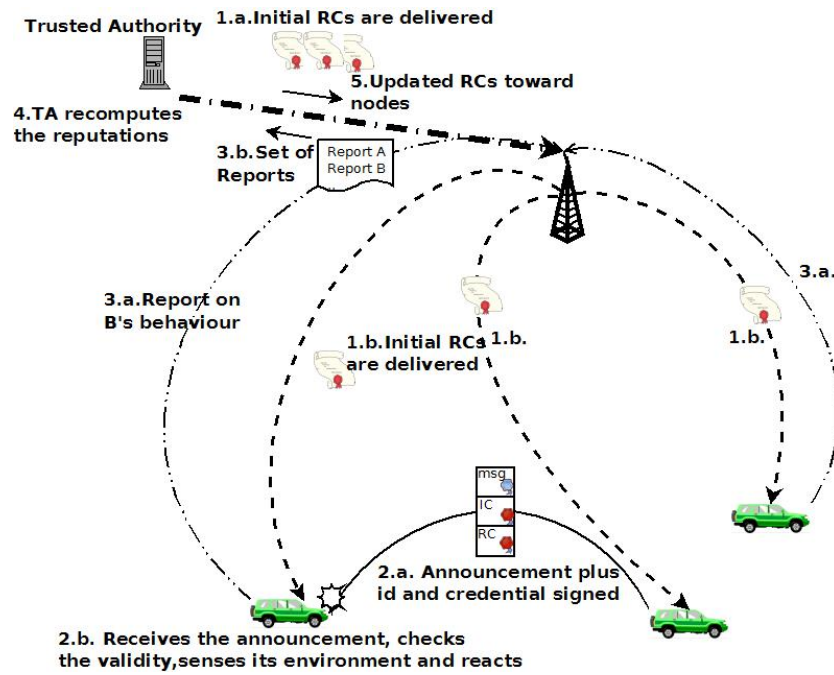 Trusted Authority
1.a.Initial RCs are delivered
5.Updated RCs toward
nodes
4.TA recomputes
the reputations
3.b.Set of
Reports
Report A
Report B
3.a.
3.a.Report on
B's behaviour
1.b.Initial RCs
are delivered
1.b.
1.b.
msg
IC
RC
2.a. Announcement plus
id and credential signed
2.b. Receives the announcement, checks
the validity,senses its environment and reacts